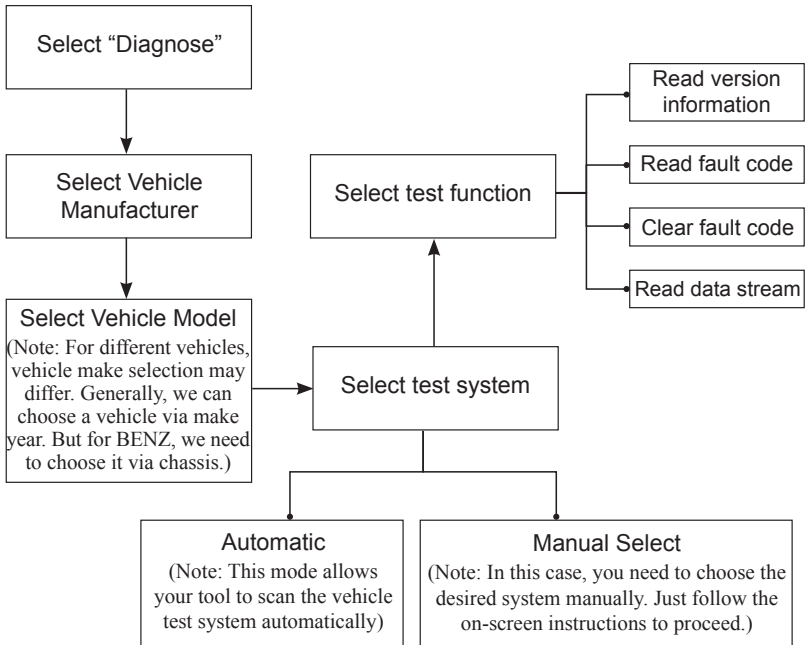 Select “Diagnose”
Select Vehicle
Manufacturer
Select Vehicle Model
(Note: For different vehicles,
vehicle make selection may
differ. Generally, we can
choose a vehicle via make
year. But for BENZ, we need
to choose it via chassis.)
Select test system
Automatic
(Note: This mode allows
your tool to scan the vehicle
test system automatically)
Manual Select
(Note: In this case, you need to choose the
desired system manually. Just follow the
on-screen instructions to proceed.)
Select test function
Read version
information
Read fault code
Clear fault code
Read data stream